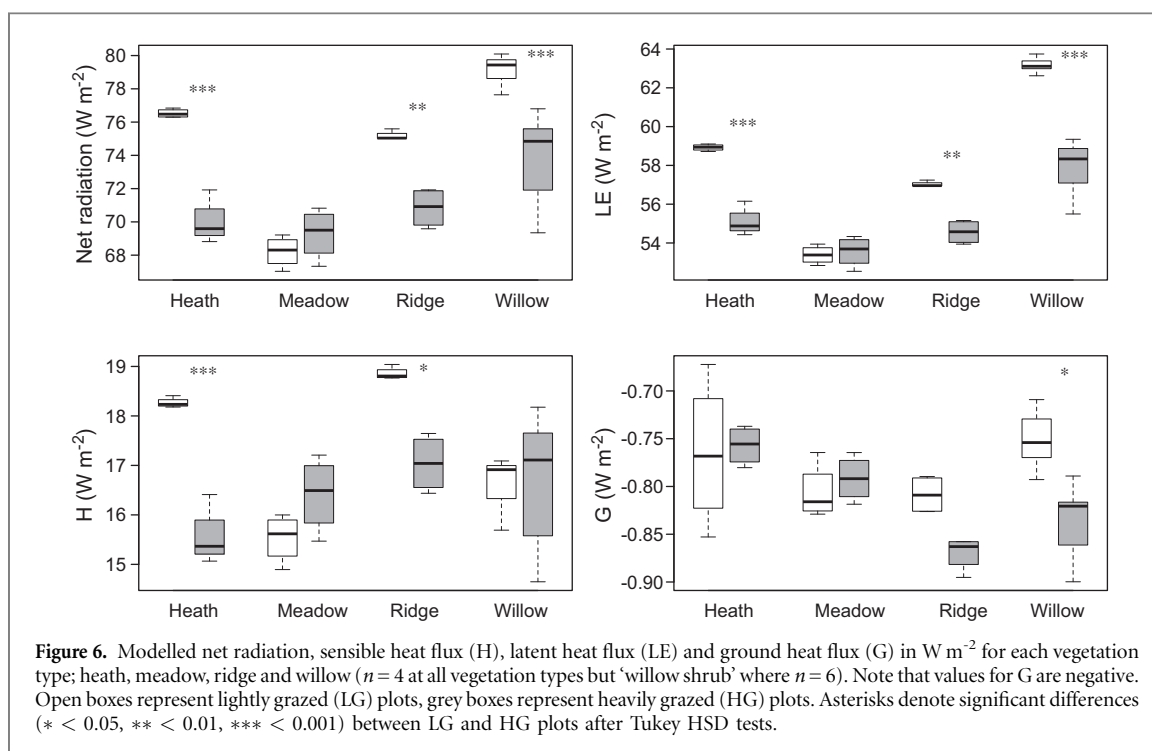 80
78
76
74
72
70
68
Net radiation (W m⁻²)
***
**
***
Heath Meadow Ridge Willow
64
62
60
58
56
54
LE (W m⁻²)
***
**
***
Heath Meadow Ridge Willow
19
18
17
16
15
H (W m⁻²)
***
*
Heath Meadow Ridge Willow
-0.70
-0.75
-0.80
-0.85
-0.90
G (W m⁻²)
*
Heath Meadow Ridge Willow
Figure 6. Modelled net radiation, sensible heat flux (H), latent heat flux (LE) and ground heat flux (G) in W m⁻² for each vegetation
type; heath, meadow, ridge and willow (n = 4 at all vegetation types but ‘willow shrub’ where n = 6). Note that values for G are negative.
Open boxes represent lightly grazed (LG) plots, grey boxes represent heavily grazed (HG) plots. Asterisks denote significant differences
(* < 0.05, ** < 0.01, *** < 0.001) between LG and HG plots after Tukey HSD tests.